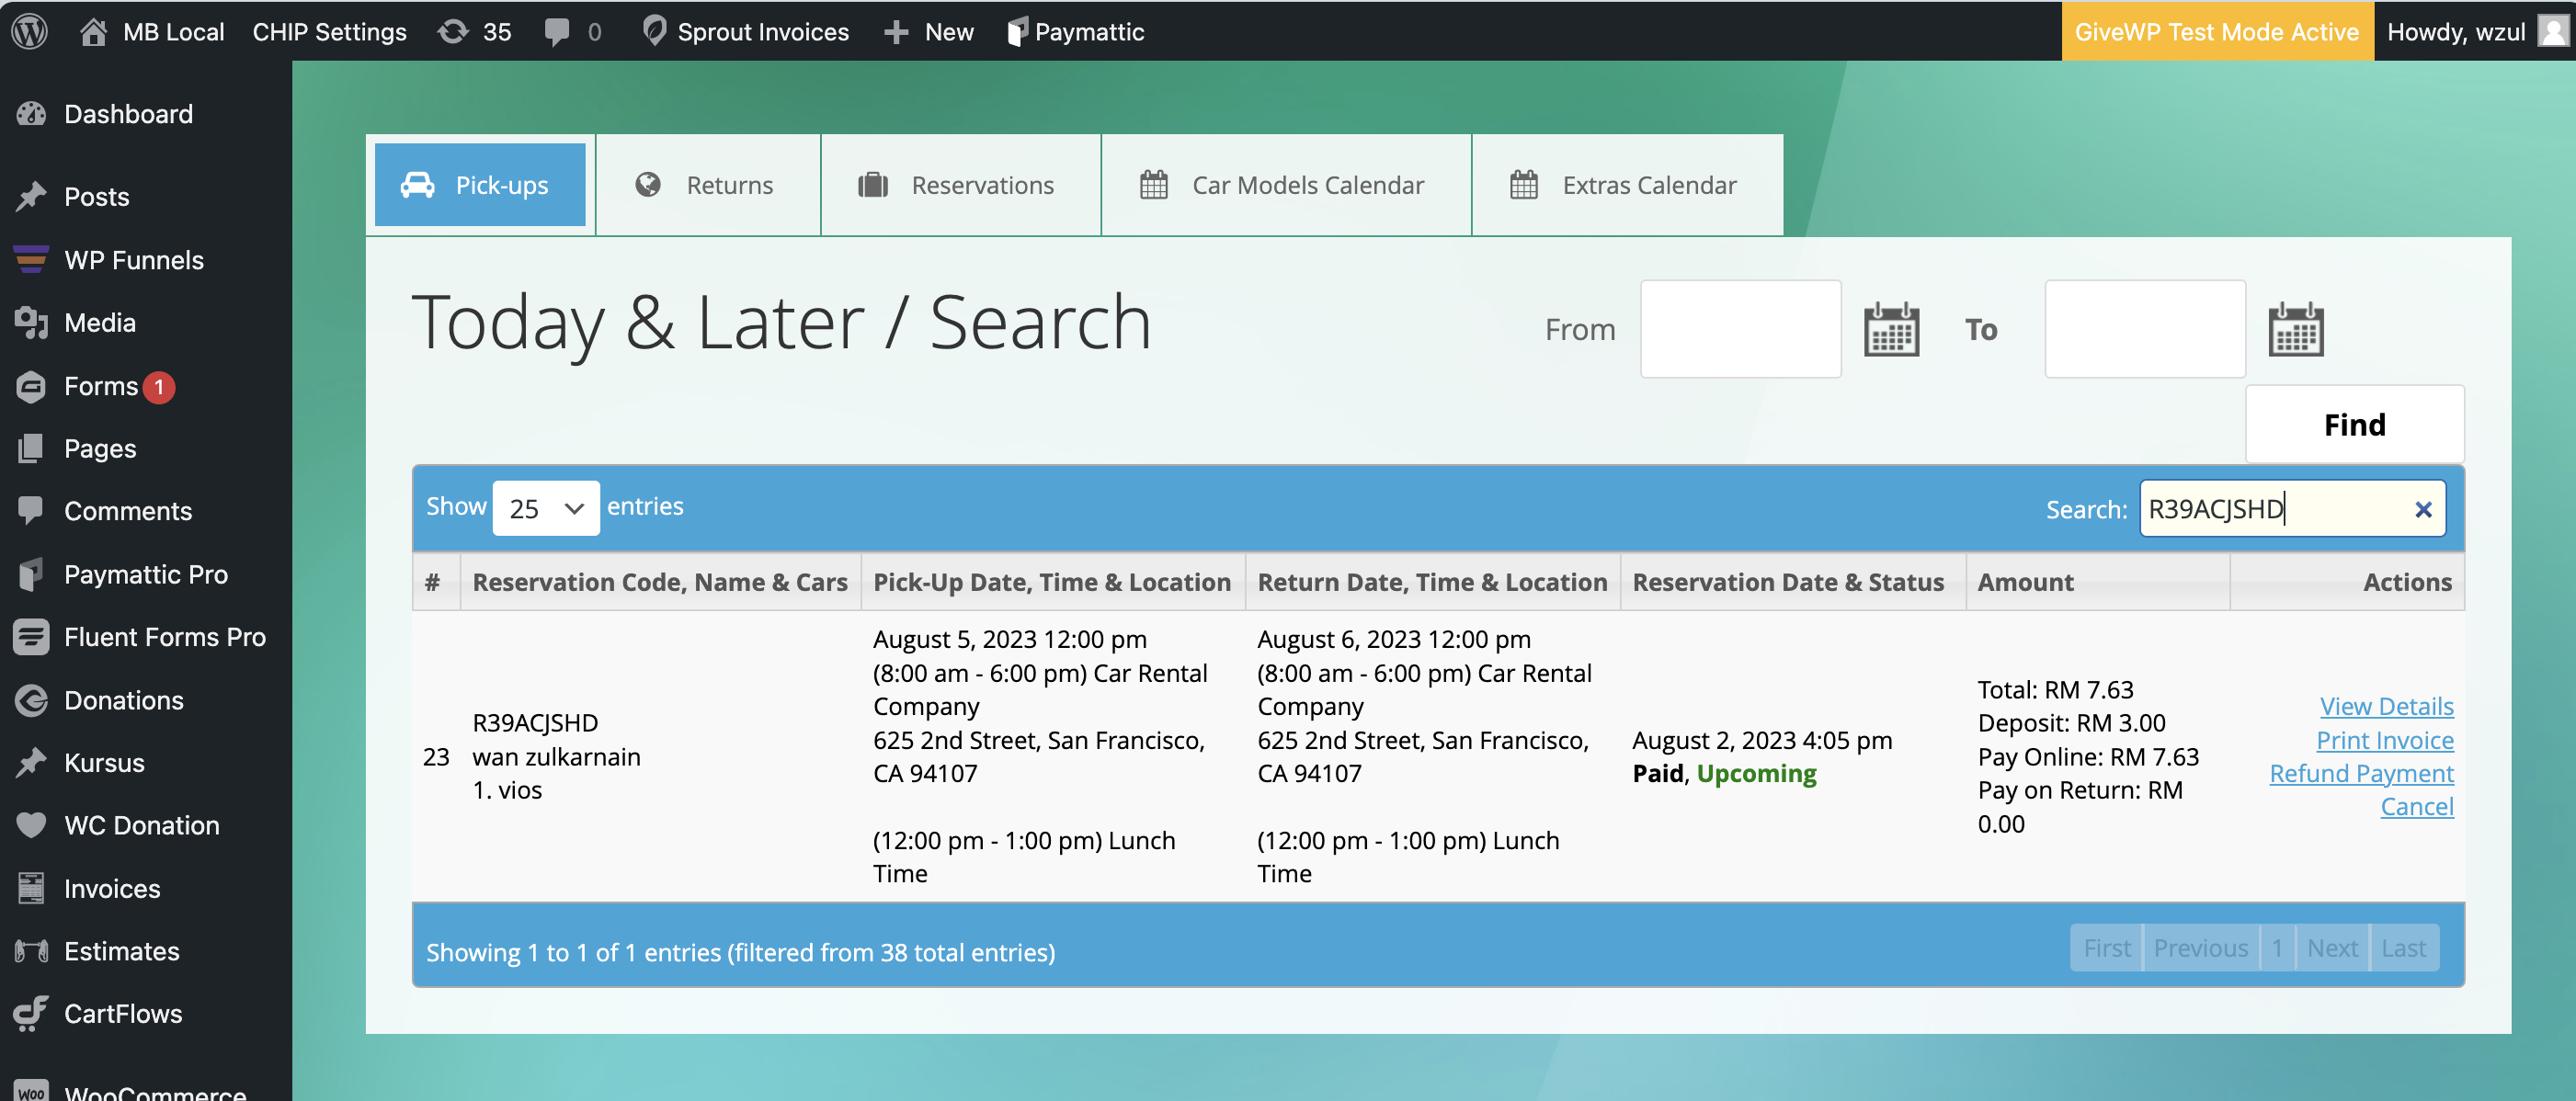 MB Local CHIP Settings 35 0 Sprout Invoices New Paymattic GiveWP Test Mode Active Howdy, wzul
Dashboard
Posts
WP Funnels
Media
Forms 1
Pages
Comments
Paymattic Pro
Fluent Forms Pro
Donations
Kursus
WC Donation
Invoices
Estimates
CartFlows
WooCommerce
Pick-ups Returns Reservations Car Models Calendar Extras Calendar
Today & Later / Search
From To
Find
Show 25 entries
Search: R39ACJSHD
# Reservation Code, Name & Cars Pick-Up Date, Time & Location Return Date, Time & Location Reservation Date & Status Amount Actions
23
R39ACJSHD
wan zulkarnain
1. vios
August 5, 2023 12:00 pm
(8:00 am - 6:00 pm) Car Rental
Company
625 2nd Street, San Francisco,
CA 94107
(12:00 pm - 1:00 pm) Lunch
Time
August 6, 2023 12:00 pm
(8:00 am - 6:00 pm) Car Rental
Company
625 2nd Street, San Francisco,
CA 94107
(12:00 pm - 1:00 pm) Lunch
Time
August 2, 2023 4:05 pm
Paid, Upcoming
Total: RM 7.63
Deposit: RM 3.00
Pay Online: RM 7.63
Pay on Return: RM
0.00
View Details
Print Invoice
Refund Payment
Cancel
Showing 1 to 1 of 1 entries (filtered from 38 total entries)
First Previous 1 Next Last